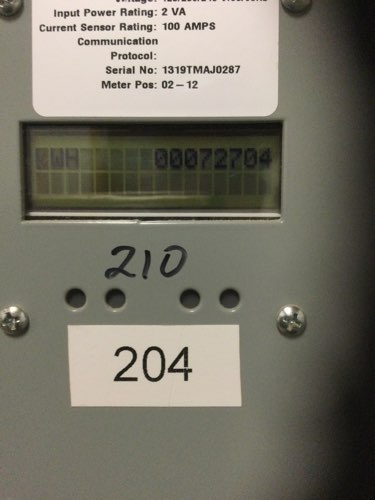 Input Power Rating: 2 VA
Current Sensor Rating: 100 AMPS
Communication
Protocol:
Serial No: 1319TMAJ0287
Meter Pos: 02-12
KWH 00072704
210
204